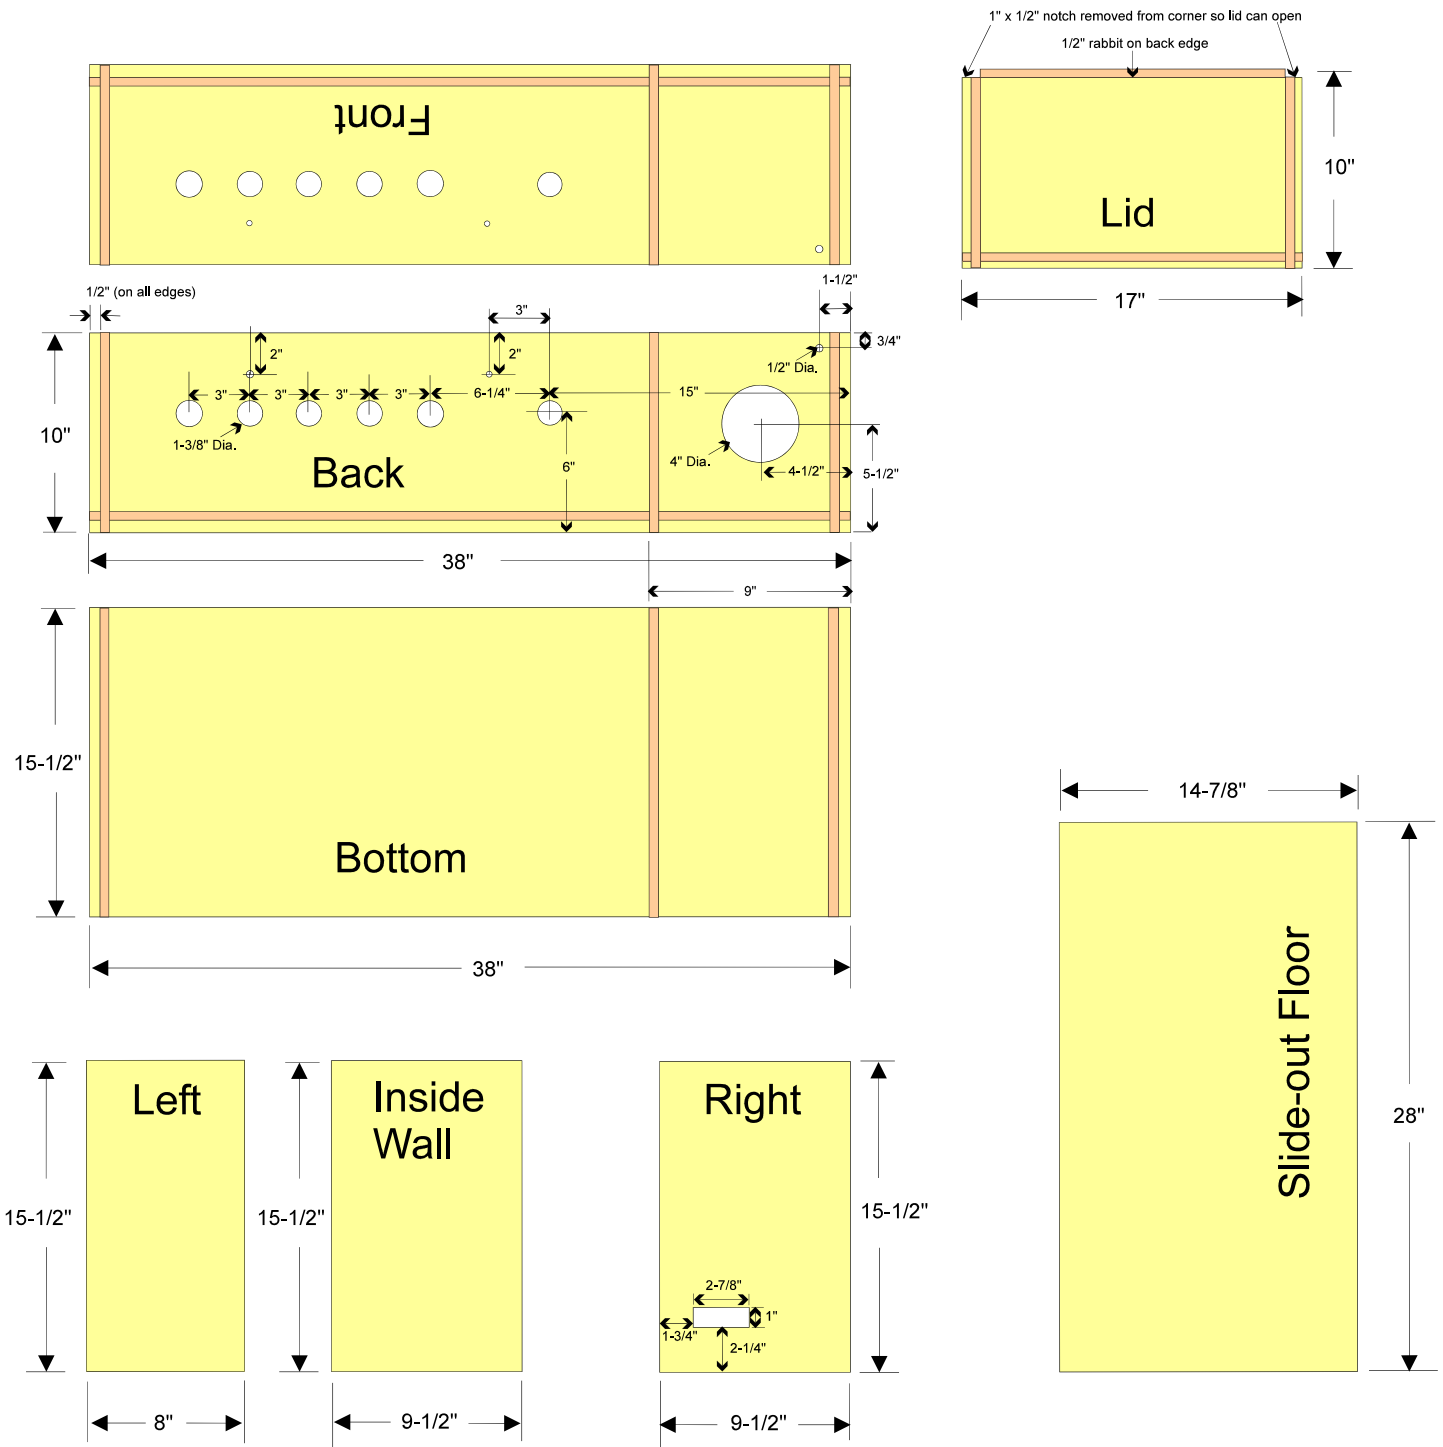 1" x 1/2" notch removed from corner so lid can open
1/2" rabbit on back edge
Front
10"
Lid
17"
1/2" (on all edges)
1-1/2"
3"
2"
2"
3/4"
1/2" Dia.
3"
3"
3"
3"
6-1/4"
15"
10"
1-3/8" Dia.
Back
6"
4" Dia.
4-1/2"
5-1/2"
38"
9"
15-1/2"
Bottom
38"
14-7/8"
Slide-out Floor
28"
Left
15-1/2"
8"
Inside
Wall
15-1/2"
9-1/2"
Right
15-1/2"
2-7/8"
1"
1-3/4"
2-1/4"
9-1/2"